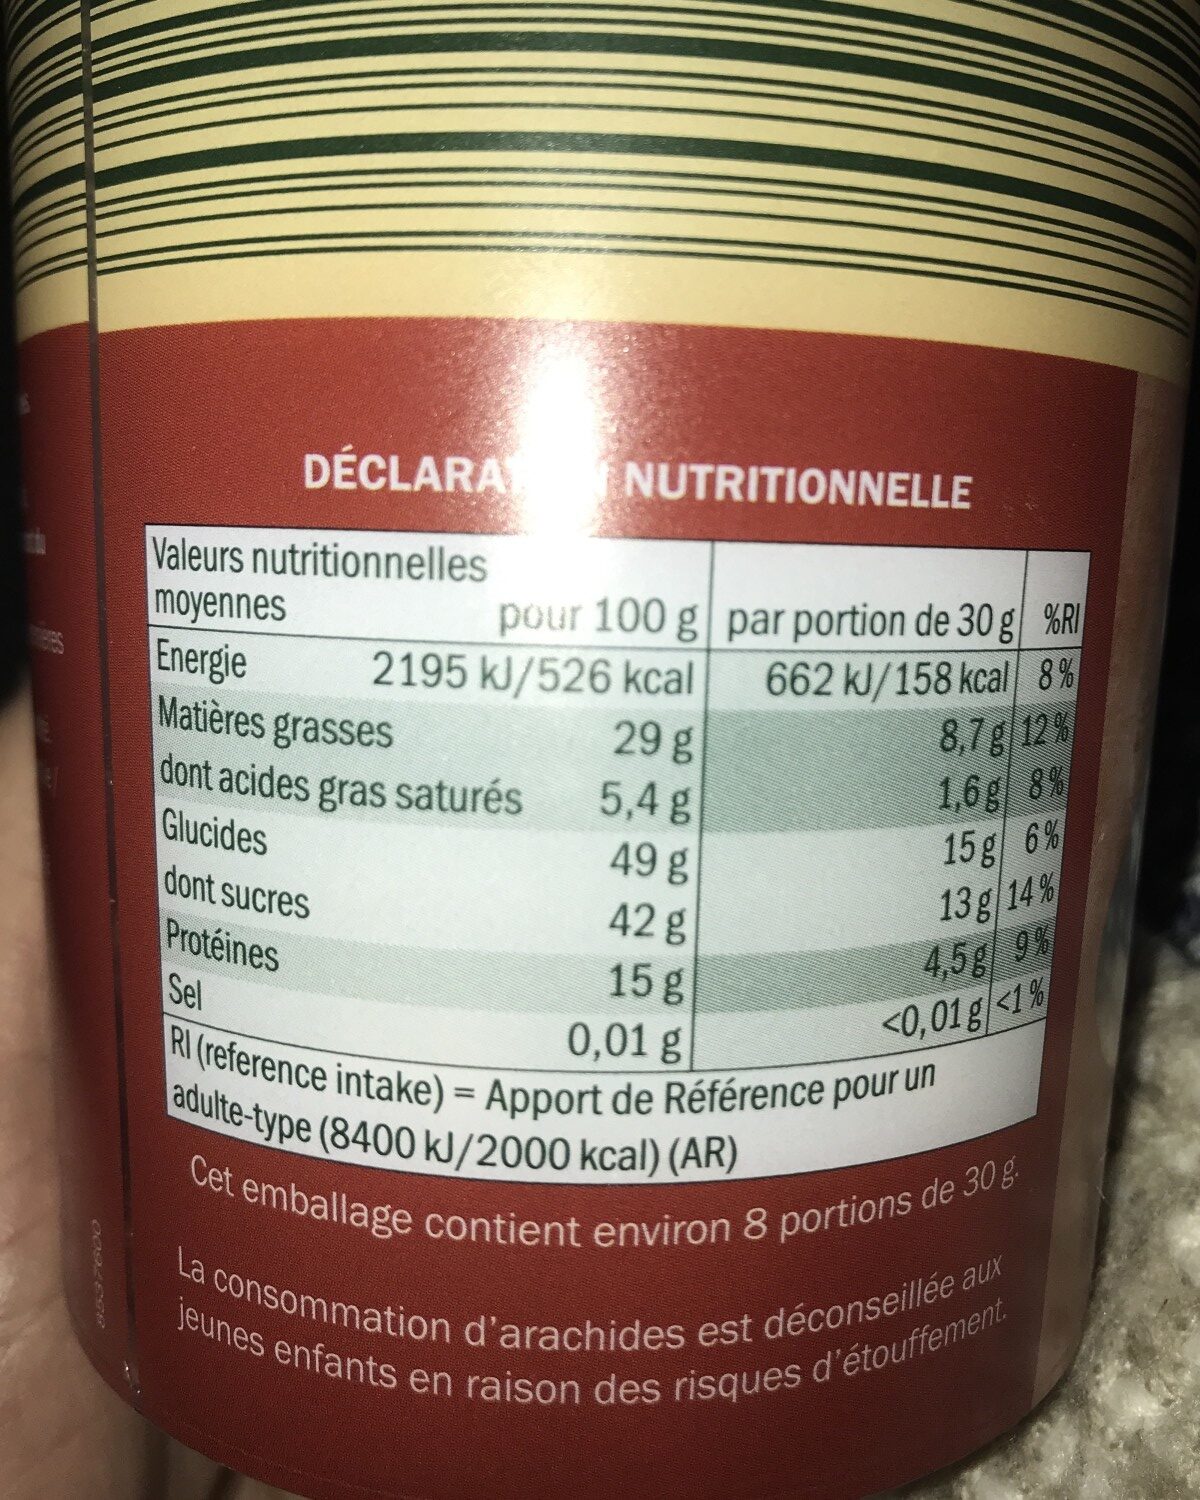 DÉCLARA NUTRITIONNELLE
Valeurs nutritionnelles
moyennes pour 100 g par portion de 30 g %RI
Energie 2195 kJ/526 kcal 662 kJ/158 kcal 8%
Matières grasses 29 g 8,7 g 12%
dont acides gras saturés 5,4 g 1,6 g 8%
Glucides 49 g 15 g 6%
dont sucres 42 g 13 g 14%
Protéines 15 g 4,5 g 9%
Sel 0,01 g <0,01 g <1%
RI (reference intake) = Apport de Référence pour un
adulte-type (8400 kJ/2000 kcal) (AR)
Cet emballage contient environ 8 portions de 30 g.
La consommation d'arachides est déconseillée aux
jeunes enfants en raison des risques d'étouffement.